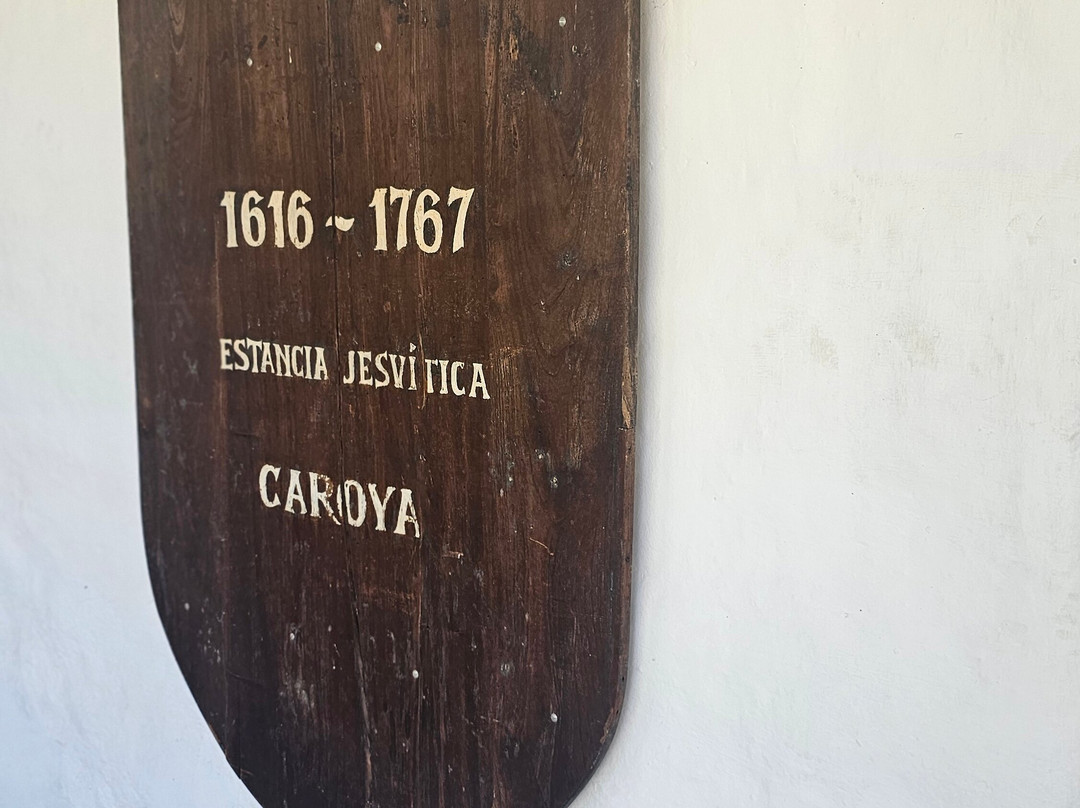 1616 ~ 1767
ESTANCIA JESVÍTICA
CAROYA